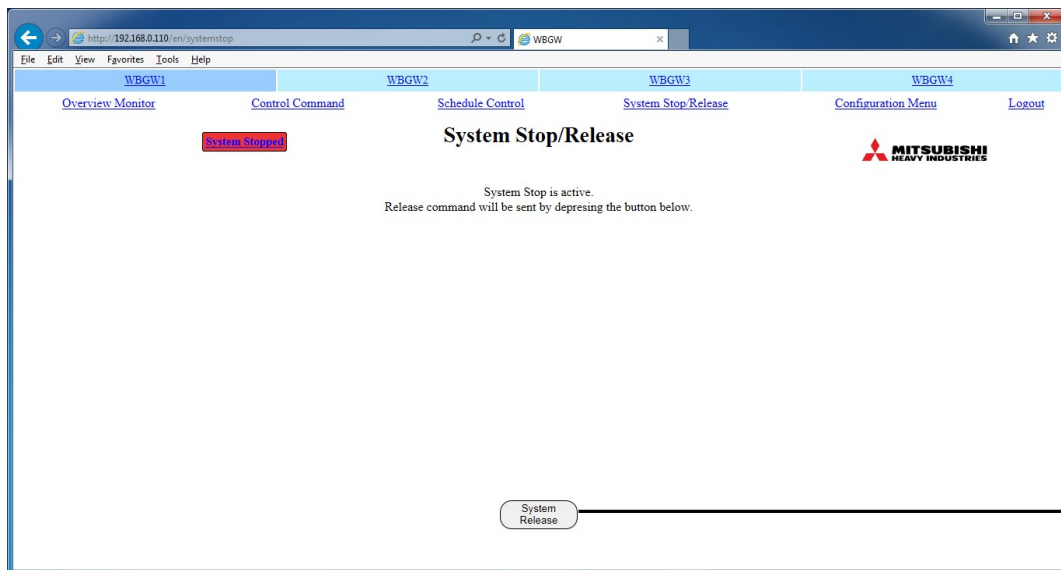 http://192.168.0.110/en/systemstop
WBGW
File Edit View Favorites Tools Help
WBGW1 WBGW2 WBGW3 WBGW4
Overview Monitor Control Command Schedule Control System Stop/Release Configuration Menu Logout
System Stopped
System Stop/Release
MITSUBISHI
HEAVY INDUSTRIES
System Stop is active.
Release command will be sent by depresing the button below.
System
Release